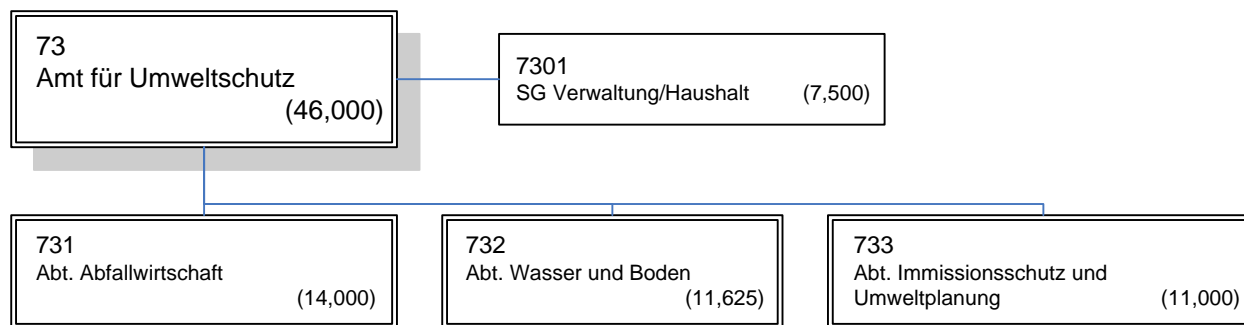 73
Amt für Umweltschutz
(46,000)
7301
SG Verwaltung/Haushalt (7,500)
731
Abt. Abfallwirtschaft
(14,000)
732
Abt. Wasser und Boden
(11,625)
733
Abt. Immissionsschutz und
Umweltplanung (11,000)